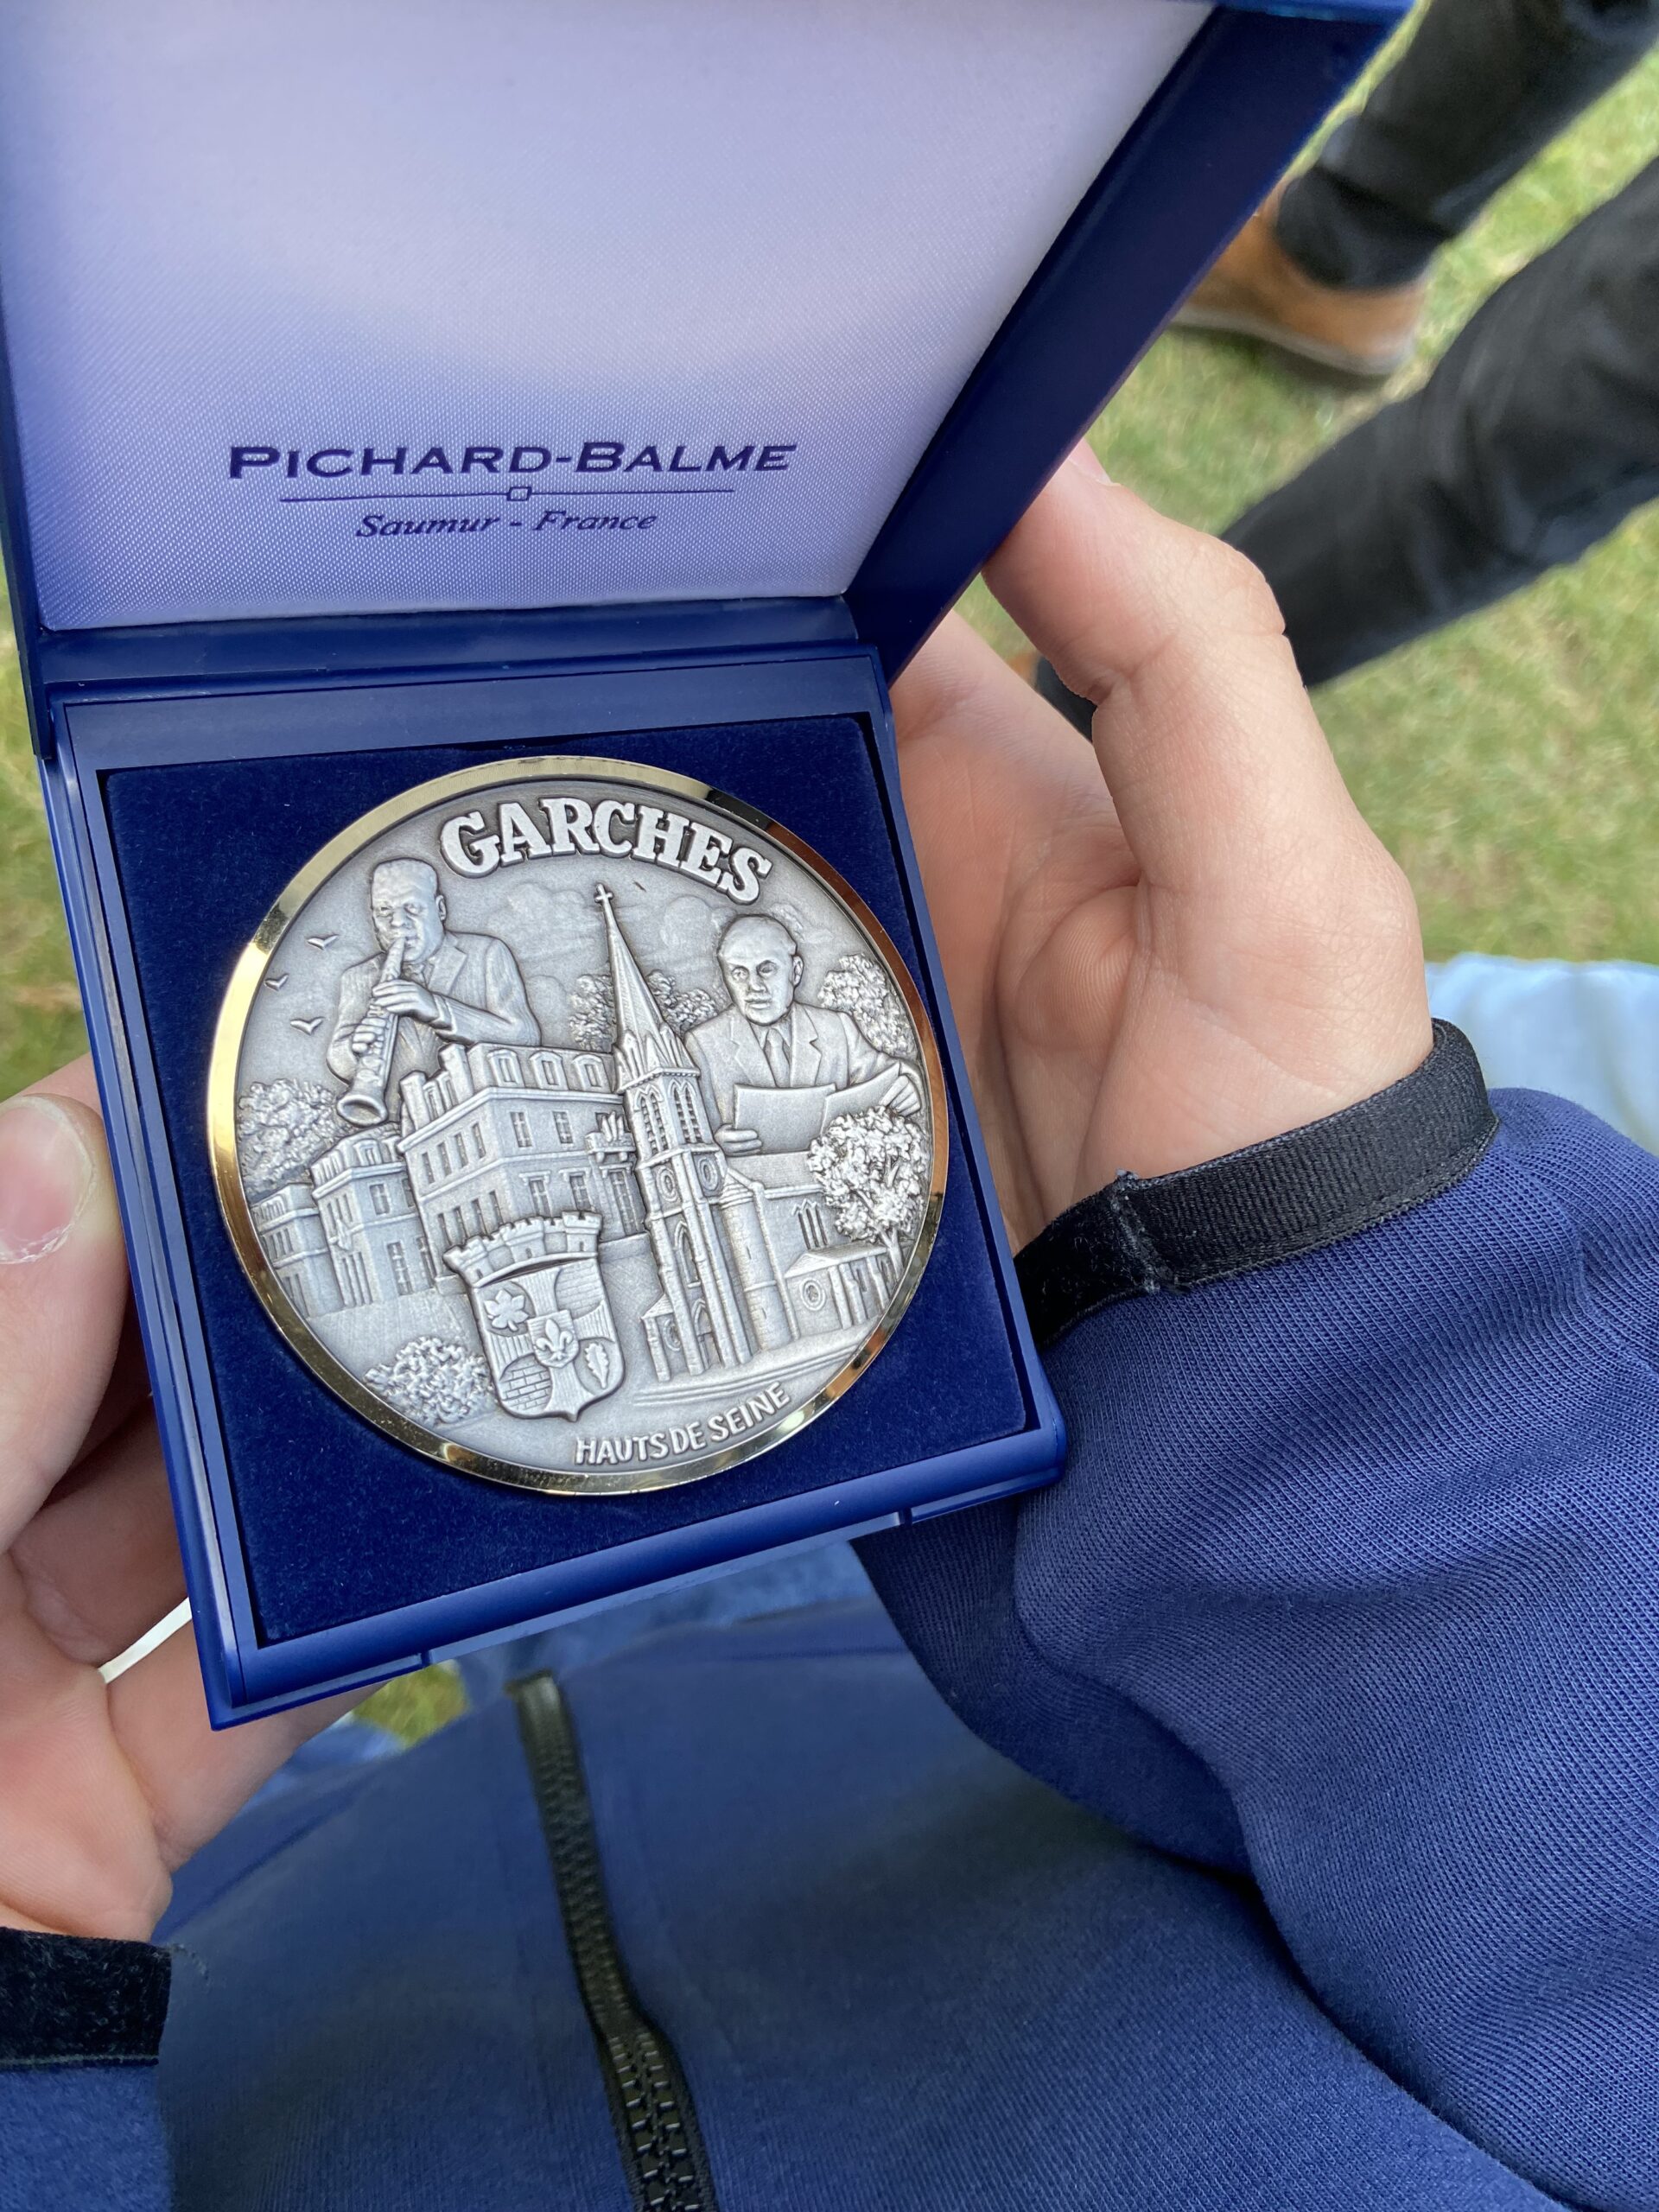 PICHARD-BALME
Saumur - France
GARCHES
HAUTS DE SEINE